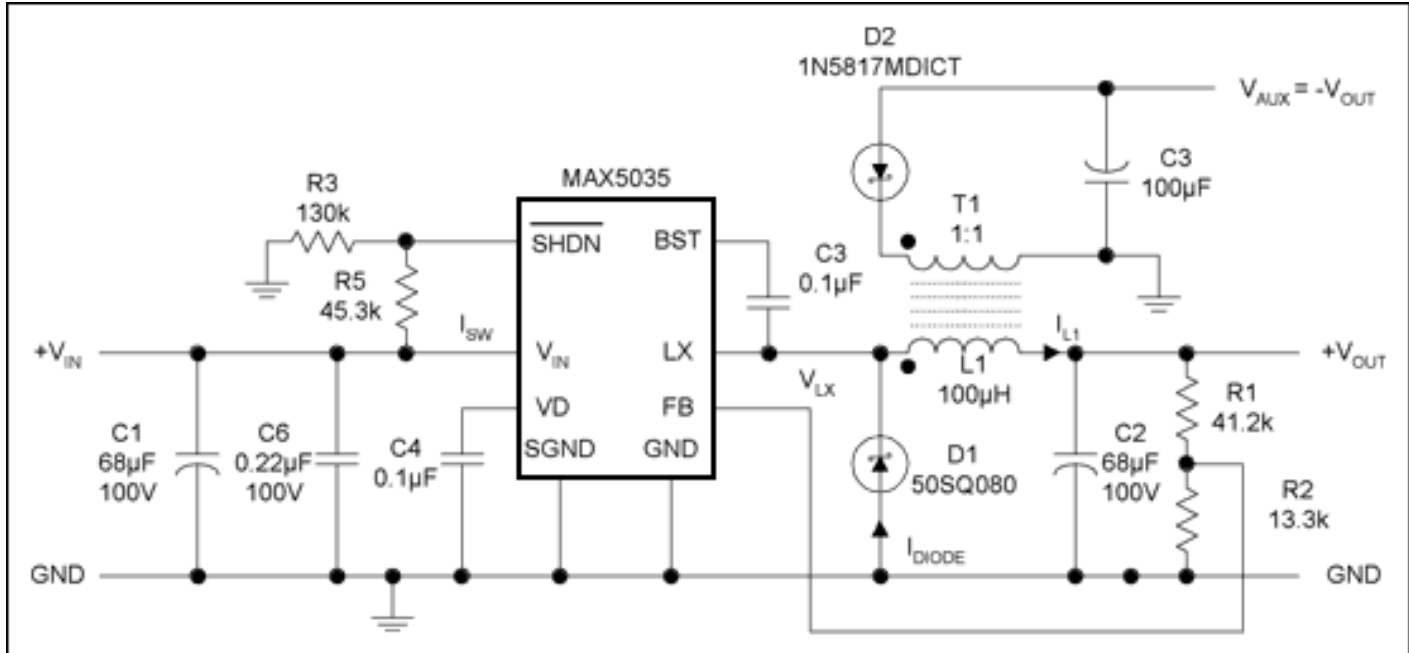 D2
1N5817MDICT
V_AUX = -V_OUT
C3
100µF
MAX5035
R3
130k
T1
1:1
SHDN
BST
C3
0.1µF
R5
45.3k
I_SW
I_L1
+V_IN
V_IN
LX
+V_OUT
V_LX
L1
100µH
R1
41.2k
VD
FB
C1
68µF
100V
C6
0.22µF
100V
C4
0.1µF
SGND
GND
D1
50SQ080
C2
68µF
100V
R2
13.3k
I_DIODE
GND
GND